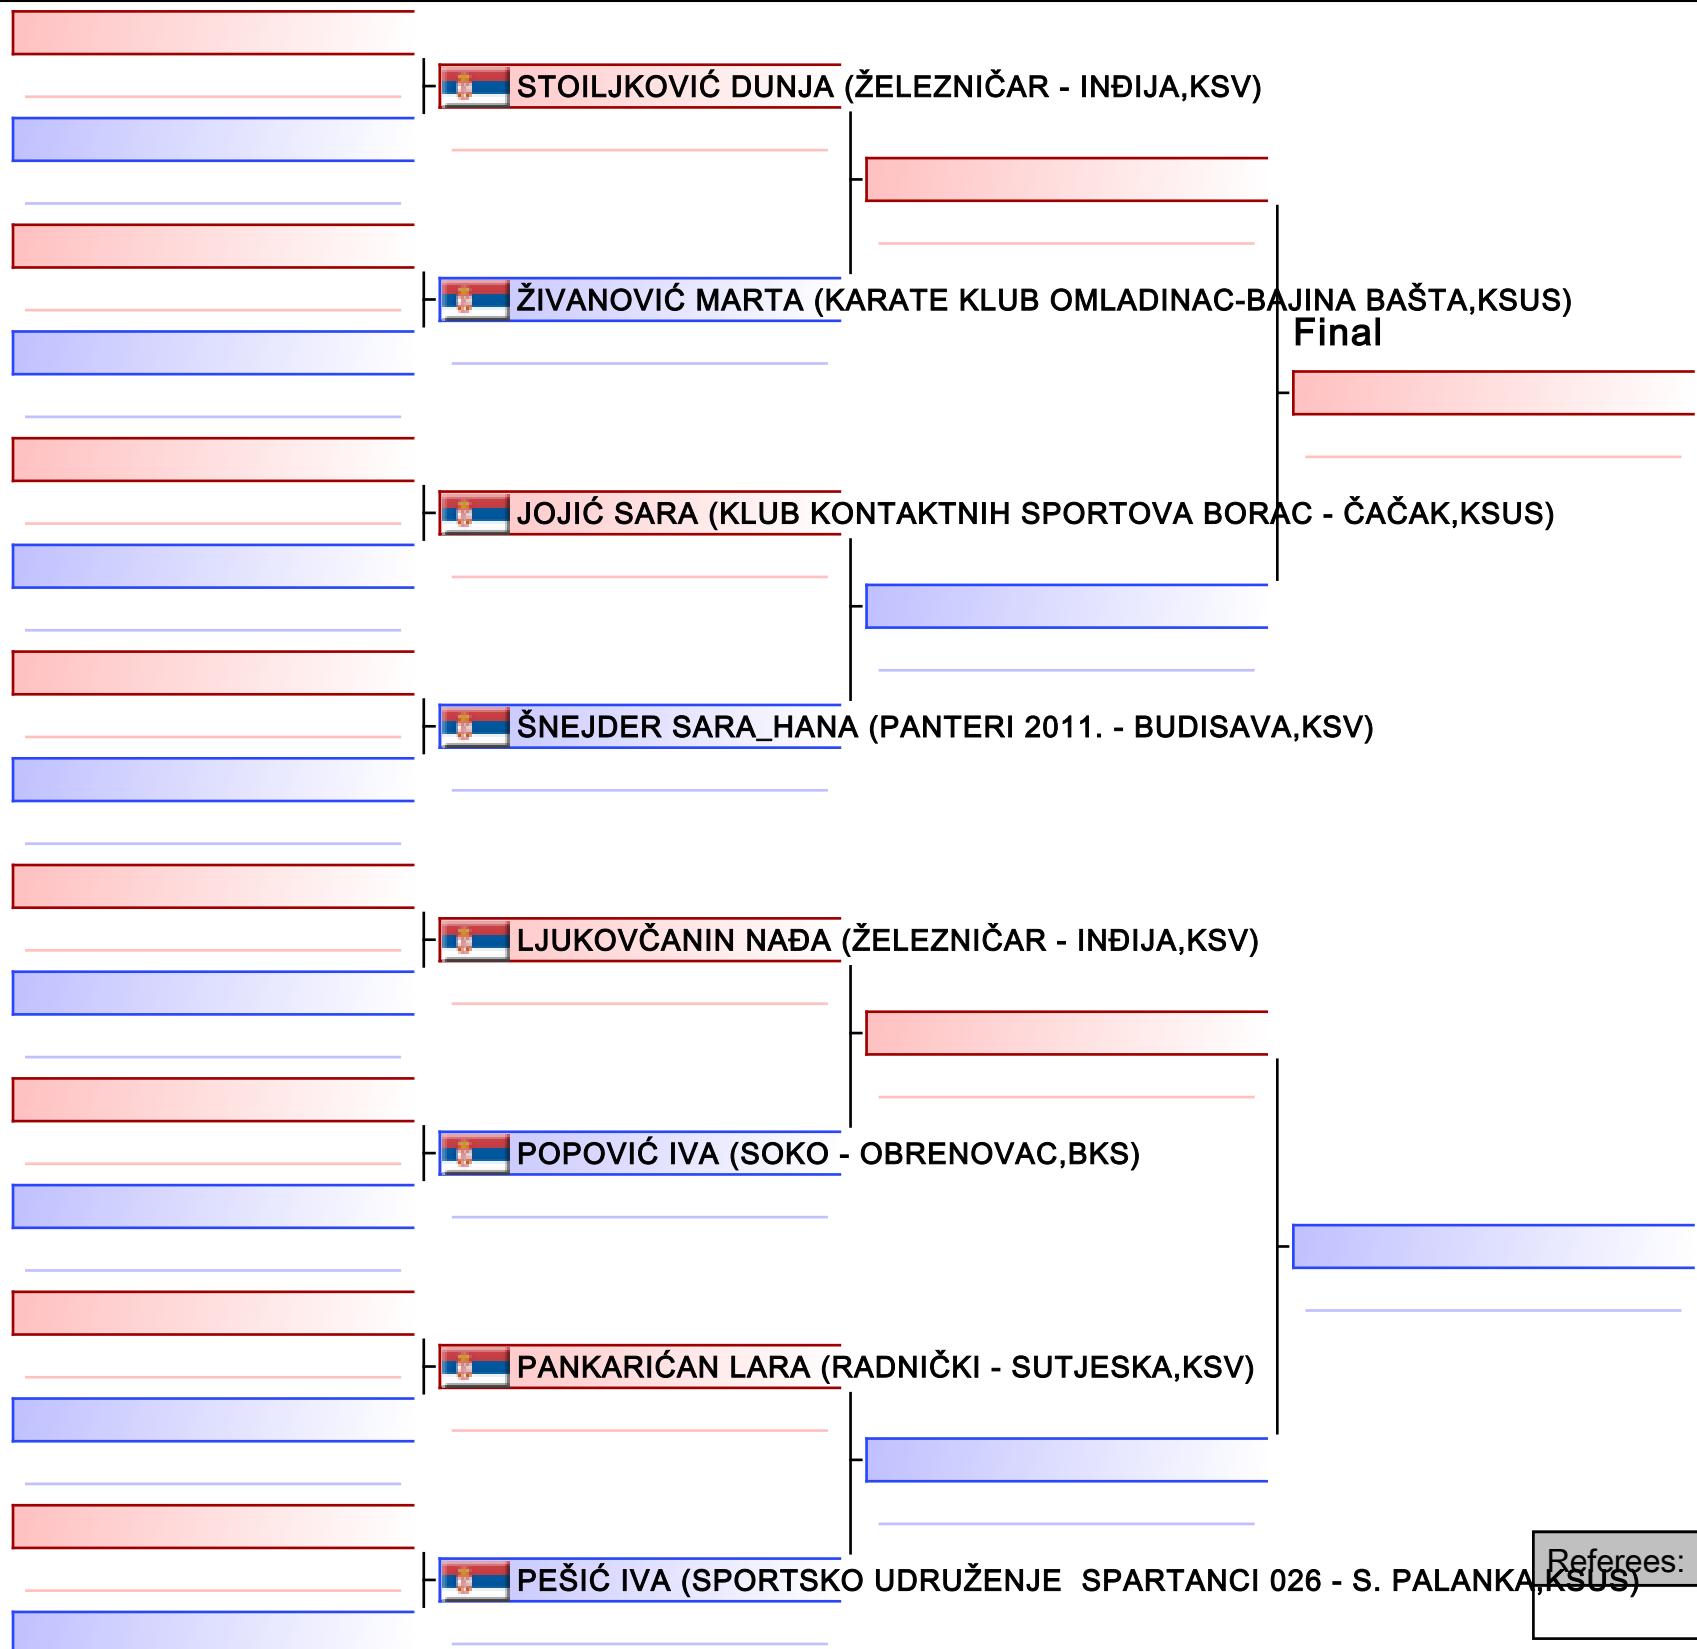 STOILJKOVIĆ DUNJA (ŽELEZNIČAR - INĐIJA,KSV)
ŽIVANOVIĆ MARTA (KARATE KLUB OMLADINAC-BAJINA BAŠTA,KSUS)
Final
JOJIĆ SARA (KLUB KONTAKTNIH SPORTOVA BORAC - ČAČAK,KSUS)
ŠNEJDER SARA_HANA (PANTERI 2011. - BUDISAVA,KSV)
LJUKOVČANIN NAĐA (ŽELEZNIČAR - INĐIJA,KSV)
POPOVIĆ IVA (SOKO - OBRENOVAC,BKS)
PANKARIĆAN LARA (RADNIČKI - SUTJESKA,KSV)
Referees:
PEŠIĆ IVA (SPORTSKO UDRUŽENJE  SPARTANCI 026 - S. PALANKA,KSUS)